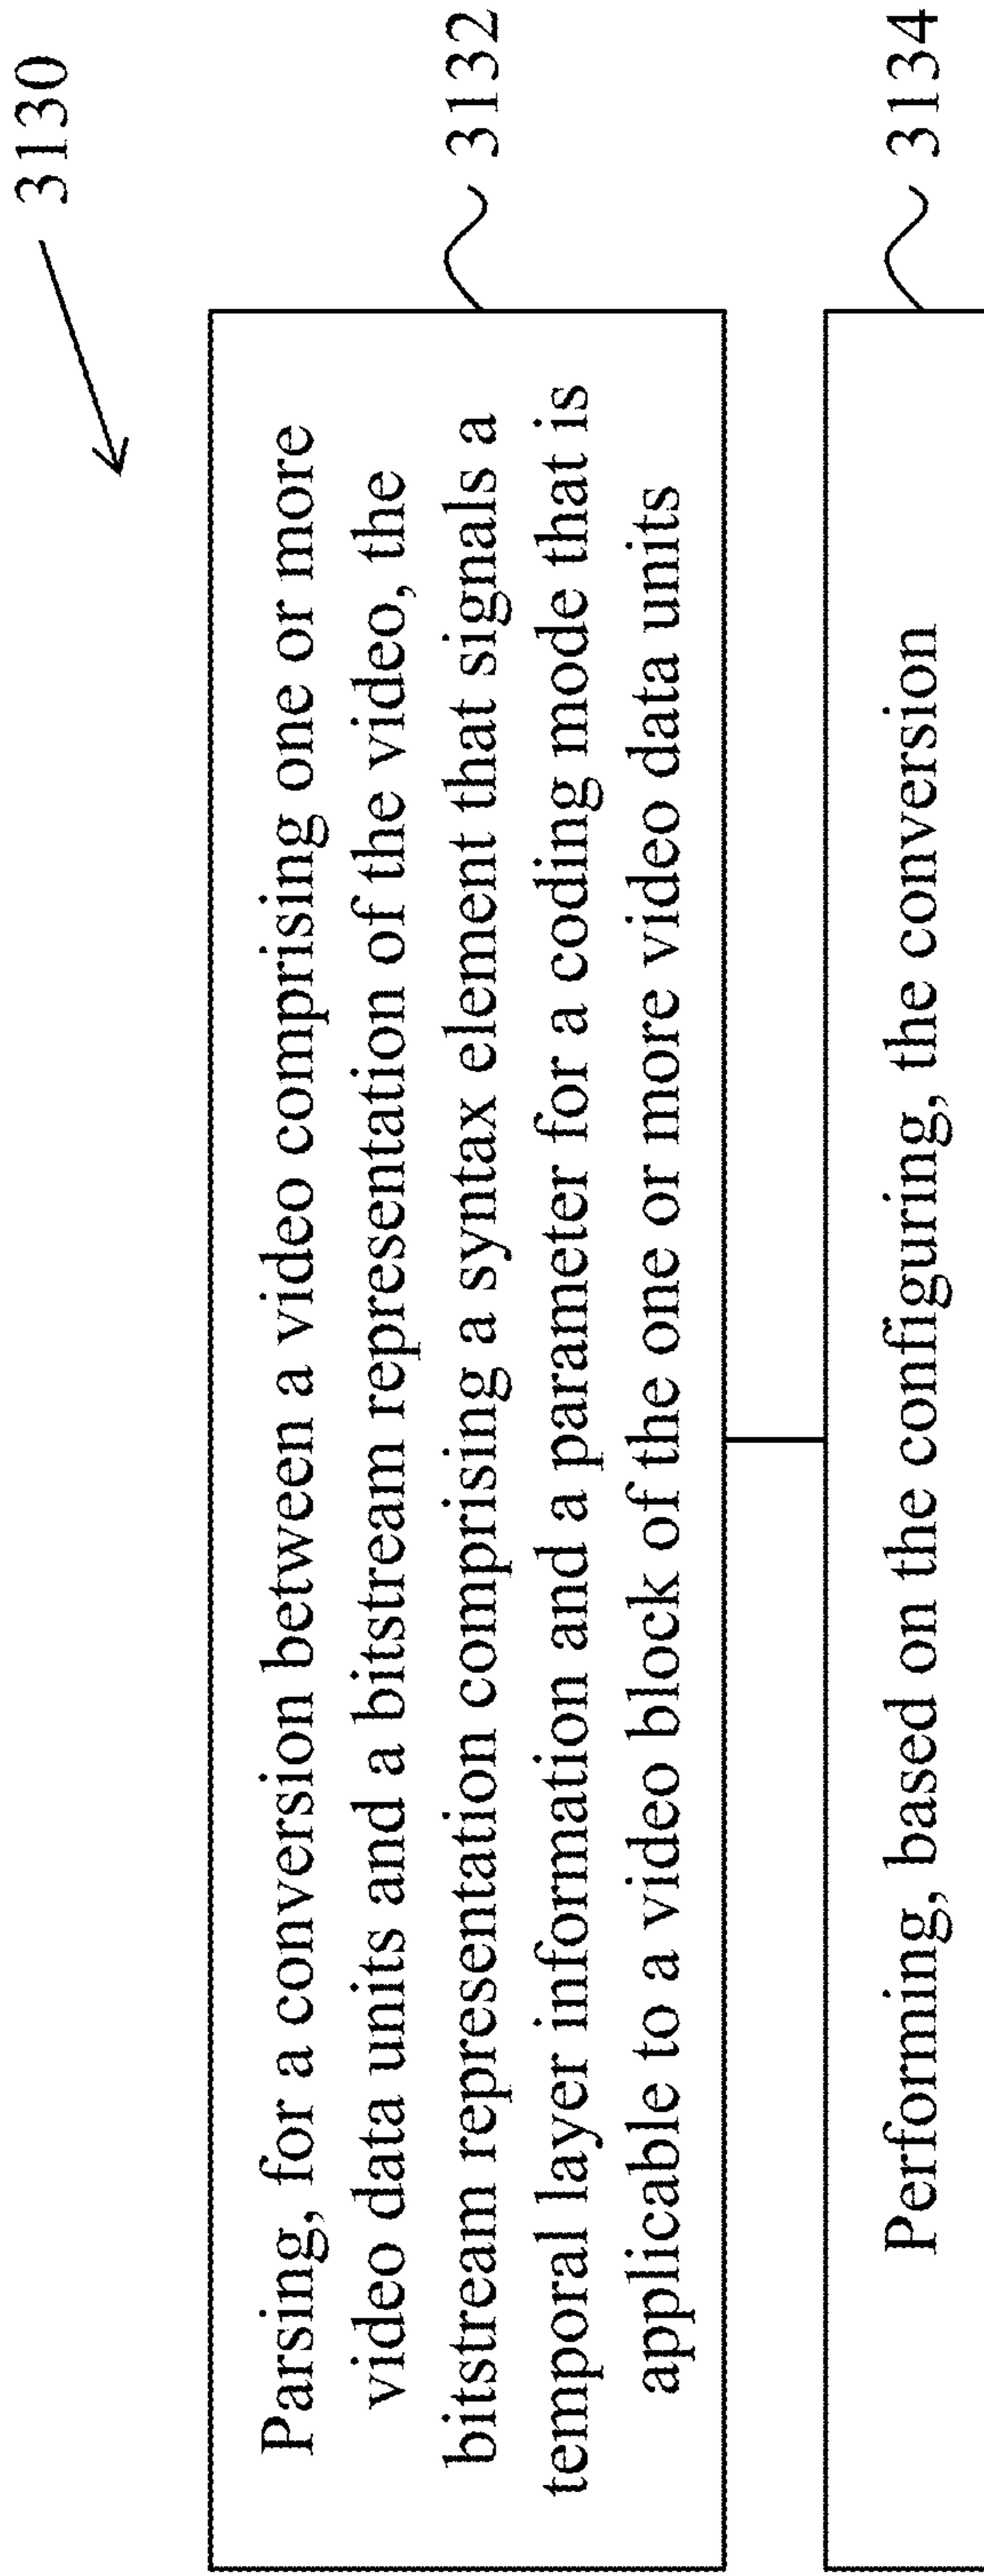 3130
Parsing, for a conversion between a video comprising one or more
video data units and a bitstream representation of the video, the
bitstream representation comprising a syntax element that signals a
temporal layer information and a parameter for a coding mode that is
applicable to a video block of the one or more video data units
3132
Performing, based on the configuring, the conversion
3134